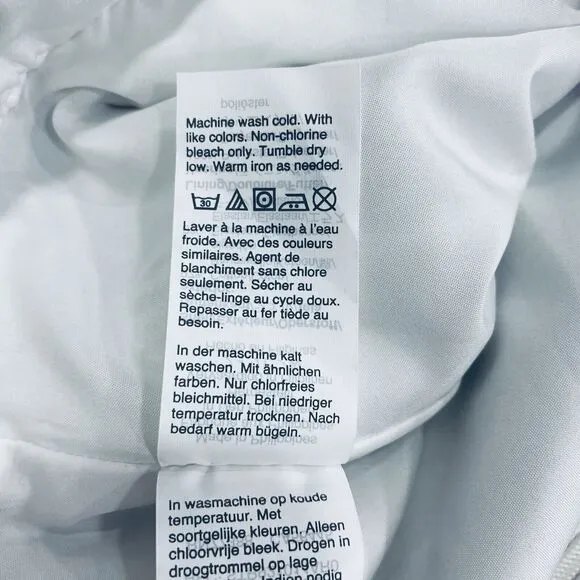 Machine wash cold. With
like colors. Non-chlorine
bleach only. Tumble dry
low. Warm iron as needed.
30
Laver à la machine à l'eau
froide. Avec des couleurs
similaires. Agent de
blanchiment sans chlore
seulement. Sécher au
sèche-linge au cycle doux.
Repasser au fer tiède au
besoin.
In der maschine kalt
waschen. Mit ähnlichen
farben. Nur chlorfreies
bleichmittel. Bei niedriger
temperatur trocknen. Nach
bedarf warm bügeln.
Made in Philippines
In wasmachine op koude
temperatuur. Met
soortgelijke kleuren. Alleen
chloorvrije bleek. Drogen in
droogtrommel op lage